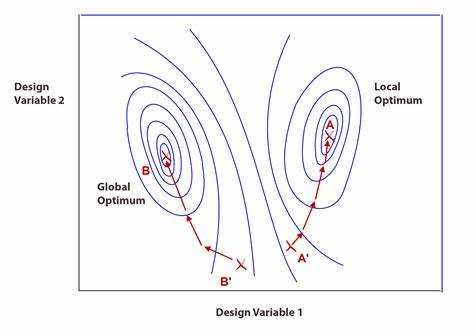 Design
Variable 2
Local
Optimum
A
B
Global
Optimum
A'
B'
Design Variable 1